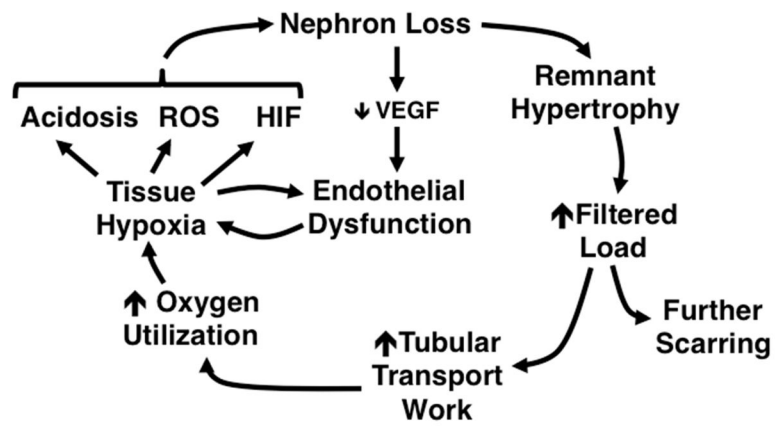 Nephron Loss
Remnant
Hypertrophy
Acidosis ROS HIF
↓ VEGF
Tissue
Hypoxia
Endothelial
Dysfunction
↑Filtered
Load
↑ Oxygen
Utilization
Further
Scarring
↑Tubular
Transport
Work